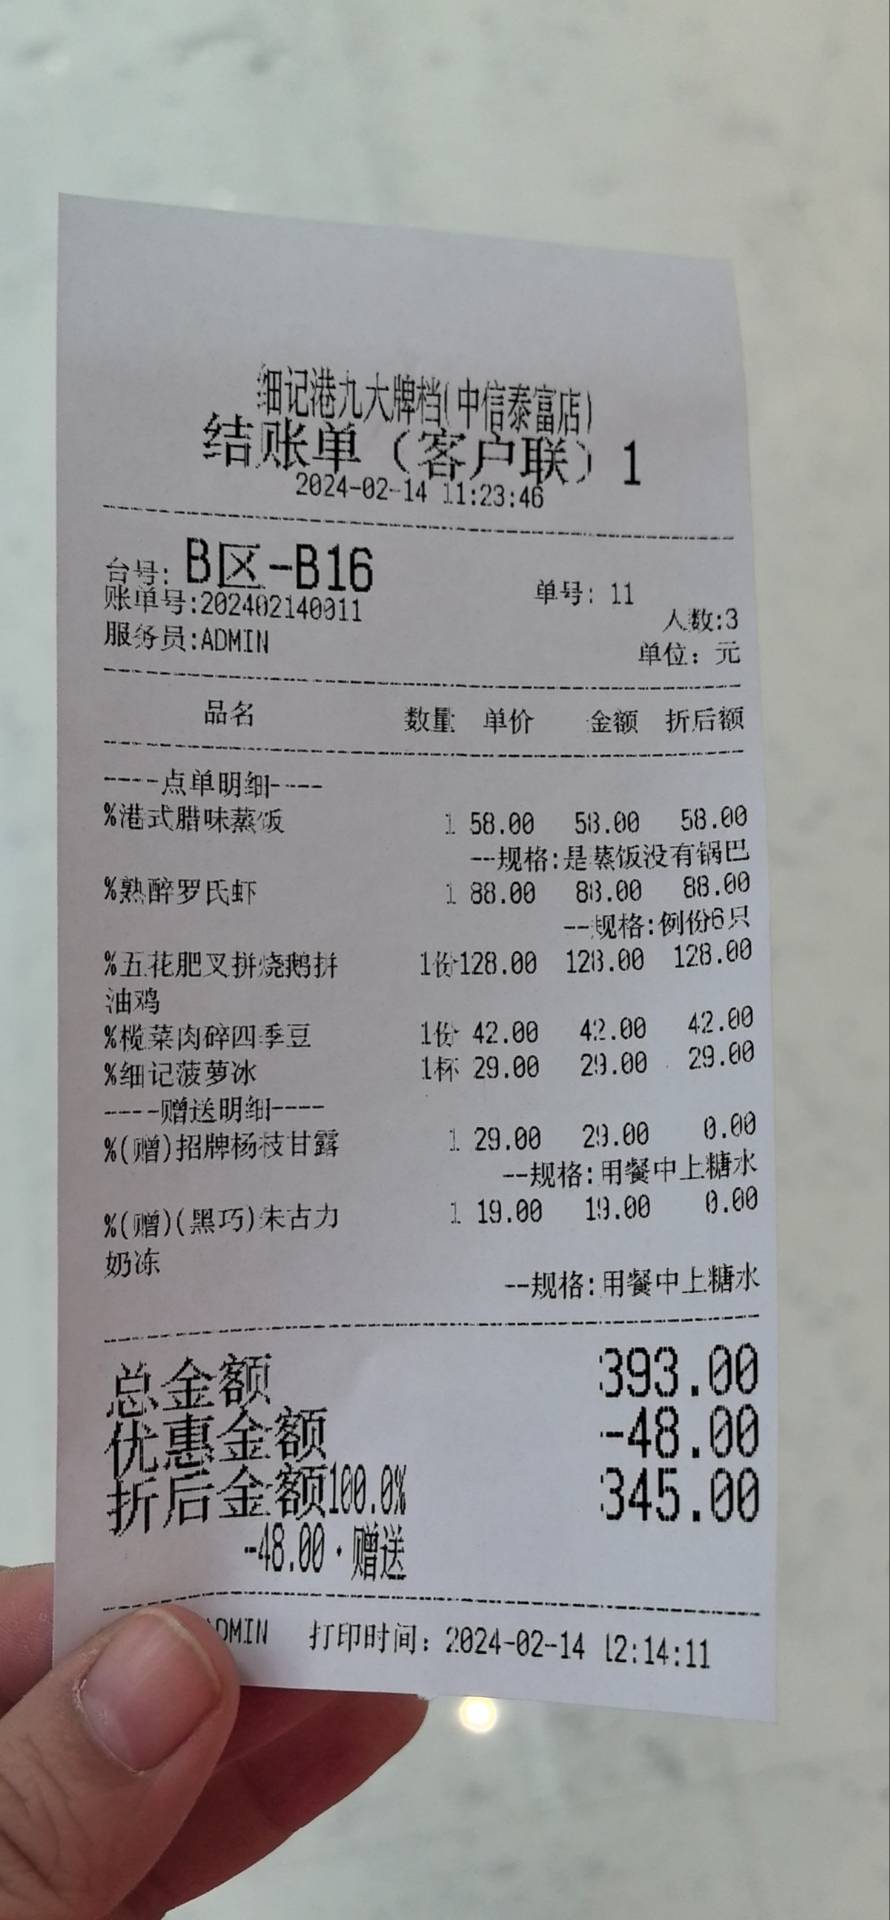 细记港九大牌档(中信泰富店)
结账单（客户联）1
2024-02-14 11:23:46
台号: B区-B16 单号: 11
账单号:202402140011 人数:3
服务员:ADMIN 单位: 元
品名 数量 单价 金额 折后额
----点单明细----
%港式腊味蒸饭 1 58.00 58.00 58.00
--规格:是蒸饭没有锅巴
%熟醉罗氏虾 1 88.00 88.00 88.00
--规格:例份6只
%五花肥叉拼烧鹅拼 1份128.00 128.00 128.00
油鸡
%榄菜肉碎四季豆 1份 42.00 42.00 42.00
%细记菠萝冰 1杯 29.00 29.00 29.00
----赠送明细----
%(赠)招牌杨枝甘露 1 29.00 29.00 0.00
--规格:用餐中上糖水
%(赠)(黑巧)朱古力 1 19.00 19.00 0.00
奶冻
--规格:用餐中上糖水
总金额 393.00
优惠金额 -48.00
折后金额100.0% 345.00
-48.00·赠送
DMIN 打印时间: 2024-02-14 12:14:11